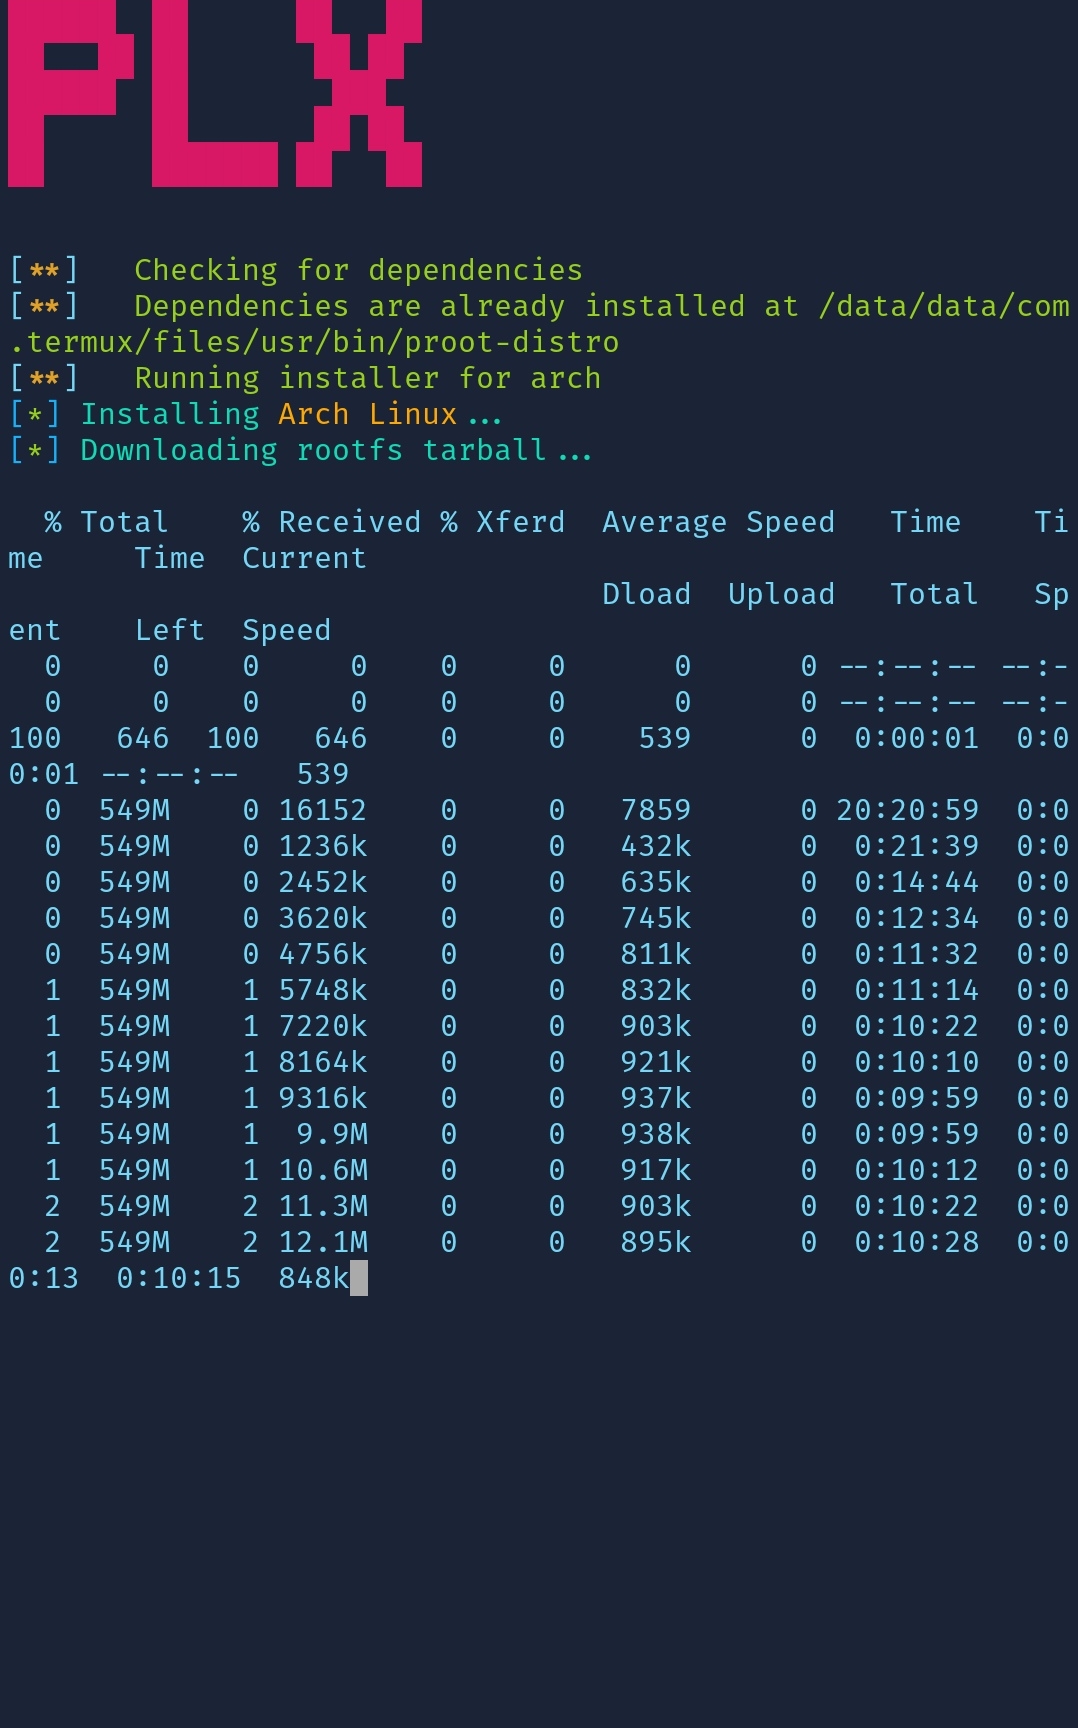 PLX
[**]   Checking for dependencies
[**]   Dependencies are already installed at /data/data/com
.termux/files/usr/bin/proot-distro
[**]   Running installer for arch
[*] Installing Arch Linux...
[*] Downloading rootfs tarball...
  % Total    % Received % Xferd  Average Speed   Time    Ti
me     Time  Current
                                 Dload  Upload   Total   Sp
ent    Left  Speed
  0     0    0     0    0     0      0      0 --:--:-- --:-
  0     0    0     0    0     0      0      0 --:--:-- --:-
100   646  100   646    0     0    539      0  0:00:01  0:0
0:01 --:--:--   539
  0  549M    0 16152    0     0   7859      0 20:20:59  0:0
  0  549M    0 1236k    0     0   432k      0  0:21:39  0:0
  0  549M    0 2452k    0     0   635k      0  0:14:44  0:0
  0  549M    0 3620k    0     0   745k      0  0:12:34  0:0
  0  549M    0 4756k    0     0   811k      0  0:11:32  0:0
  1  549M    1 5748k    0     0   832k      0  0:11:14  0:0
  1  549M    1 7220k    0     0   903k      0  0:10:22  0:0
  1  549M    1 8164k    0     0   921k      0  0:10:10  0:0
  1  549M    1 9316k    0     0   937k      0  0:09:59  0:0
  1  549M    1  9.9M    0     0   938k      0  0:09:59  0:0
  1  549M    1 10.6M    0     0   917k      0  0:10:12  0:0
  2  549M    2 11.3M    0     0   903k      0  0:10:22  0:0
  2  549M    2 12.1M    0     0   895k      0  0:10:28  0:0
0:13  0:10:15  848k